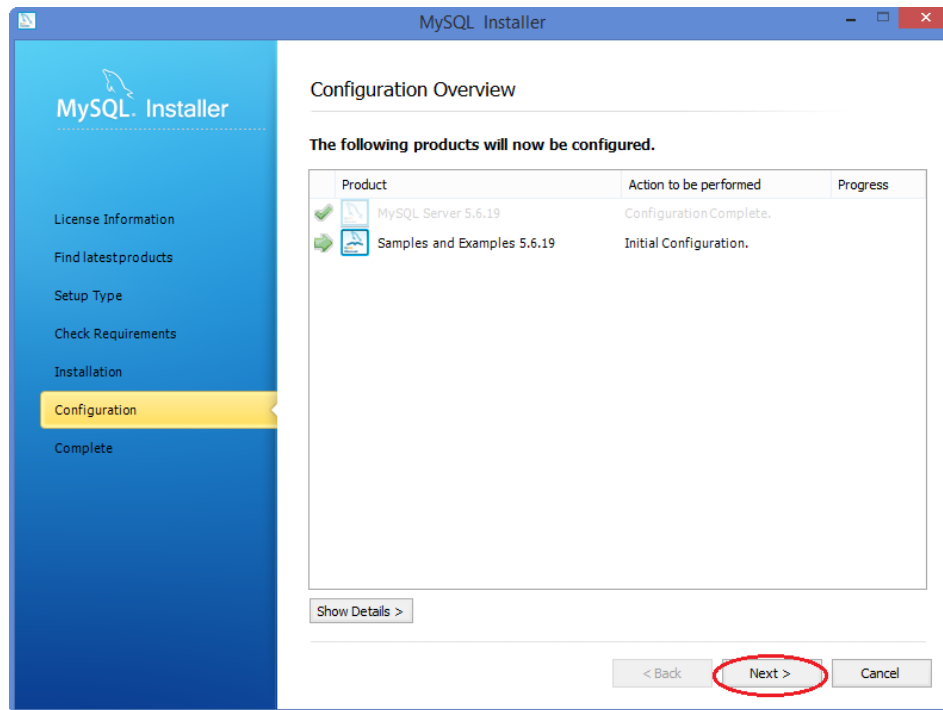 MySQL Installer
MySQL. Installer
Configuration Overview
The following products will now be configured.
Product Action to be performed Progress
MySQL Server 5.6.19 Configuration Complete.
Samples and Examples 5.6.19 Initial Configuration.
License Information
Find latest products
Setup Type
Check Requirements
Installation
Configuration
Complete
Show Details >
< Back Next > Cancel